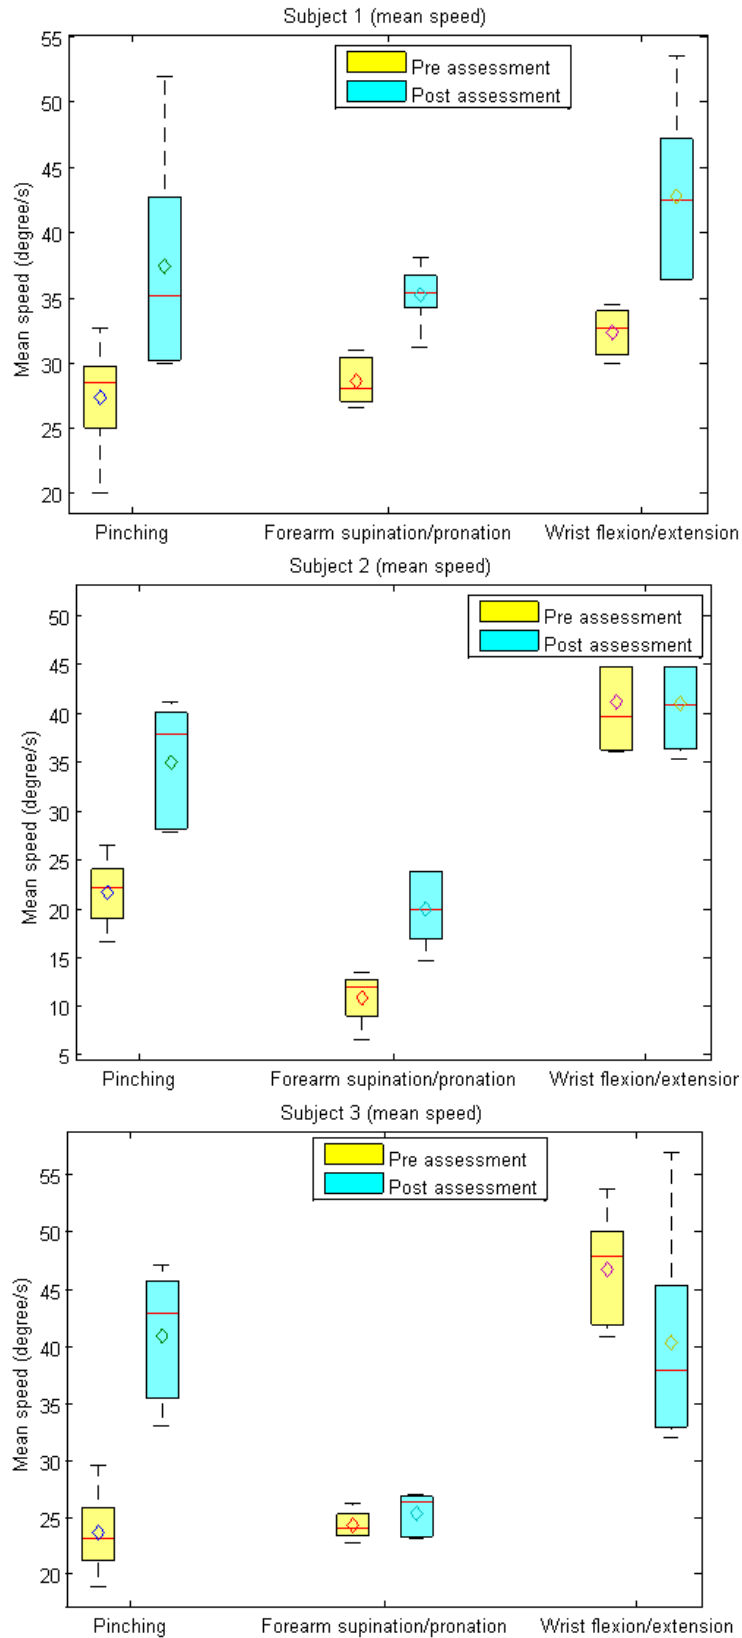 Subject 1 (mean speed)
55
50
45
40
35
30
25
20
Mean speed (degree/s)
Pre assessment
Post assessment
Pinching
Forearm supination/pronation
Wrist flexion/extension
Subject 2 (mean speed)
50
45
40
35
30
25
20
15
10
5
Mean speed (degree/s)
Pre assessment
Post assessment
Pinching
Forearm supination/pronation
Wrist flexion/extension
Subject 3 (mean speed)
55
50
45
40
35
30
25
20
Mean speed (degree/s)
Pre assessment
Post assessment
Pinching
Forearm supination/pronation
Wrist flexion/extension